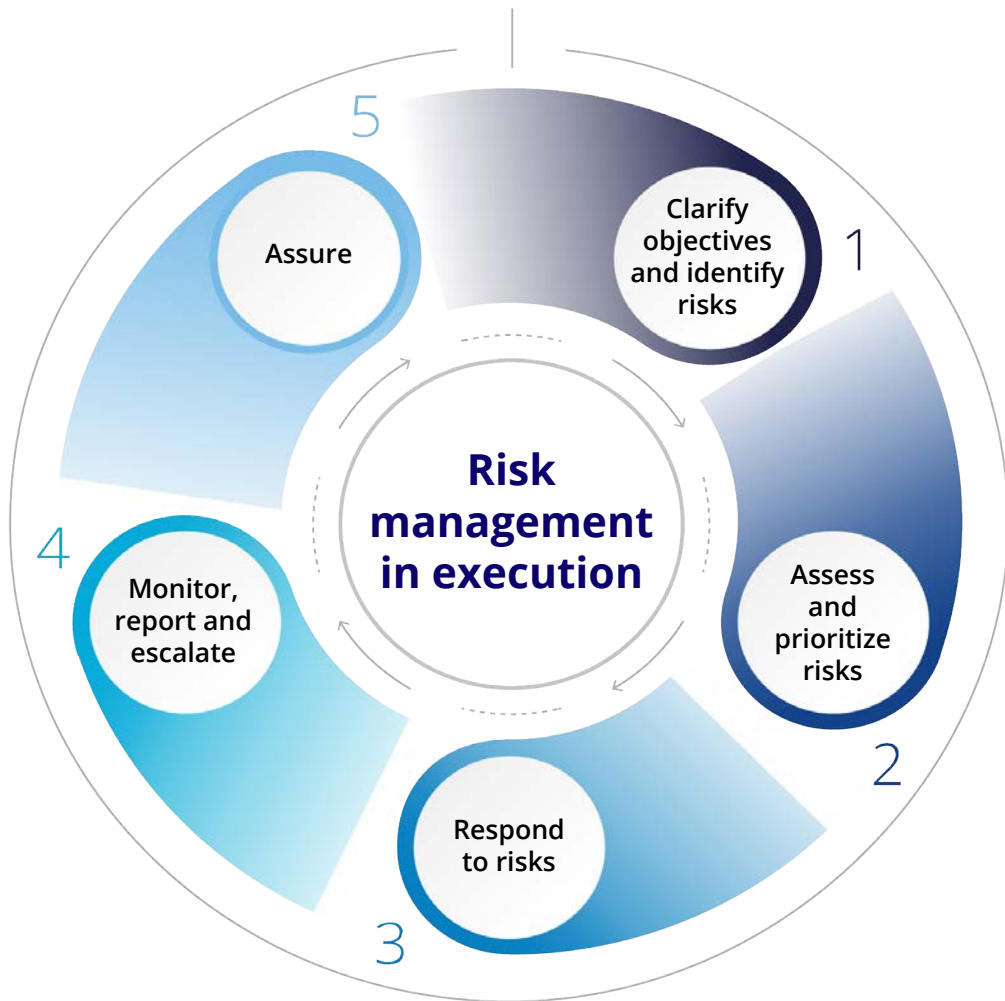 Risk
management
in execution
1
Clarify
objectives
and identify
risks
2
Assess
and
prioritize
risks
3
Respond
to risks
4
Monitor,
report and
escalate
5
Assure